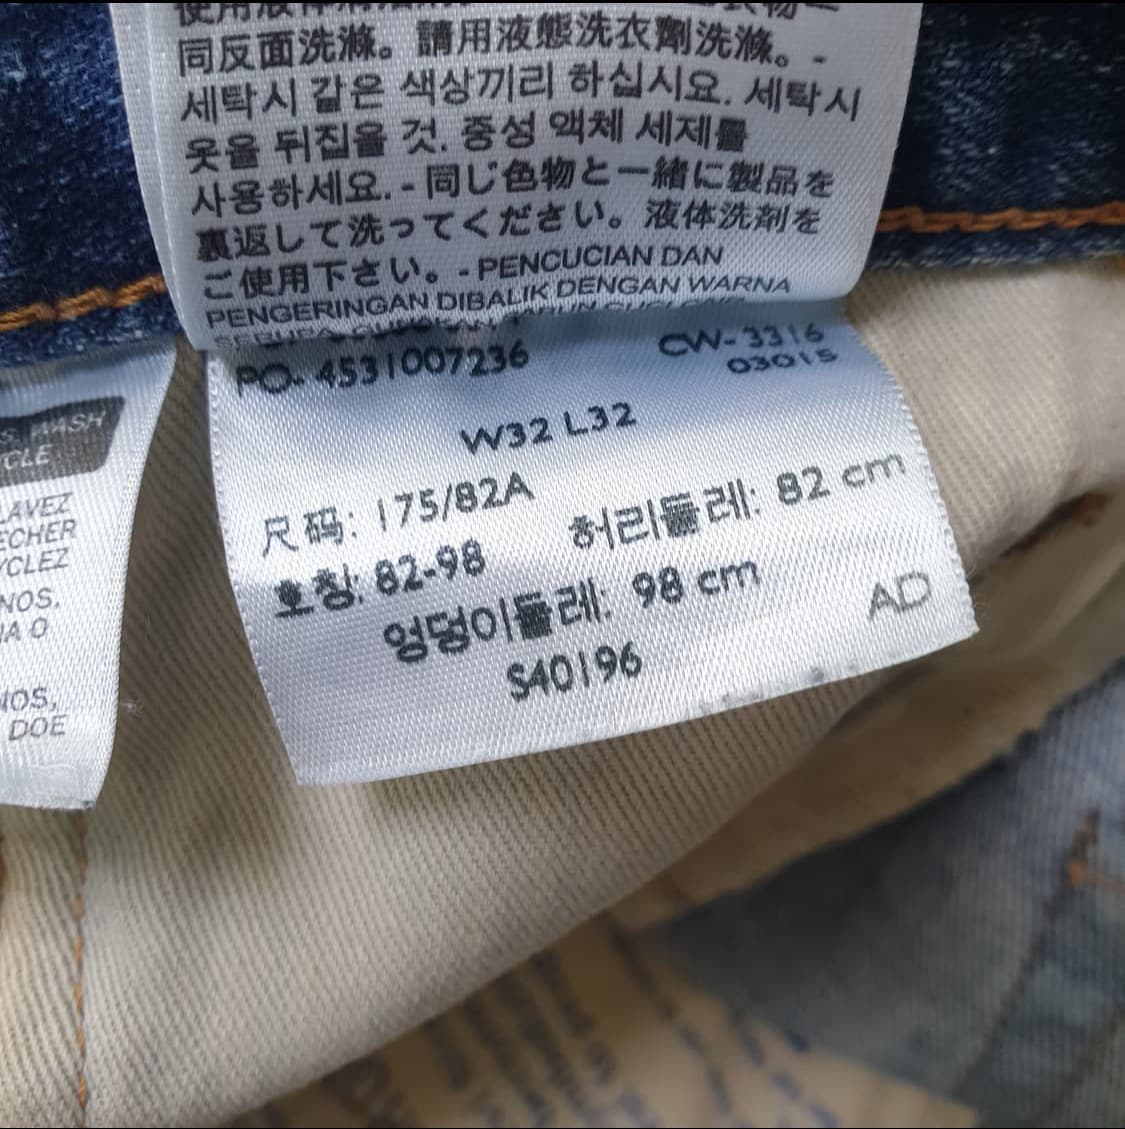 同反面洗滌。請用液態洗衣劑洗滌。-
세탁시 같은 색상끼리 하십시요. 세탁시
옷을 뒤집을 것. 중성 액체 세제를
사용하세요. - 同じ色物と一緒に製品を
裏返して洗ってください。液体洗剤を
ご使用下さい。- PENCUCIAN DAN
PENGERINGAN DIBALIK DENGAN WARNA
PO- 4531007236
CW-3316
03015
W32 L32
尺码: 175/82A
허리둘레: 82 cm
호칭: 82-98
엉덩이둘레: 98 cm
AD
S40196
WASH
CLE
LAVEZ
ECHER
YCLEZ
NOS.
A O
NOS,
DOE